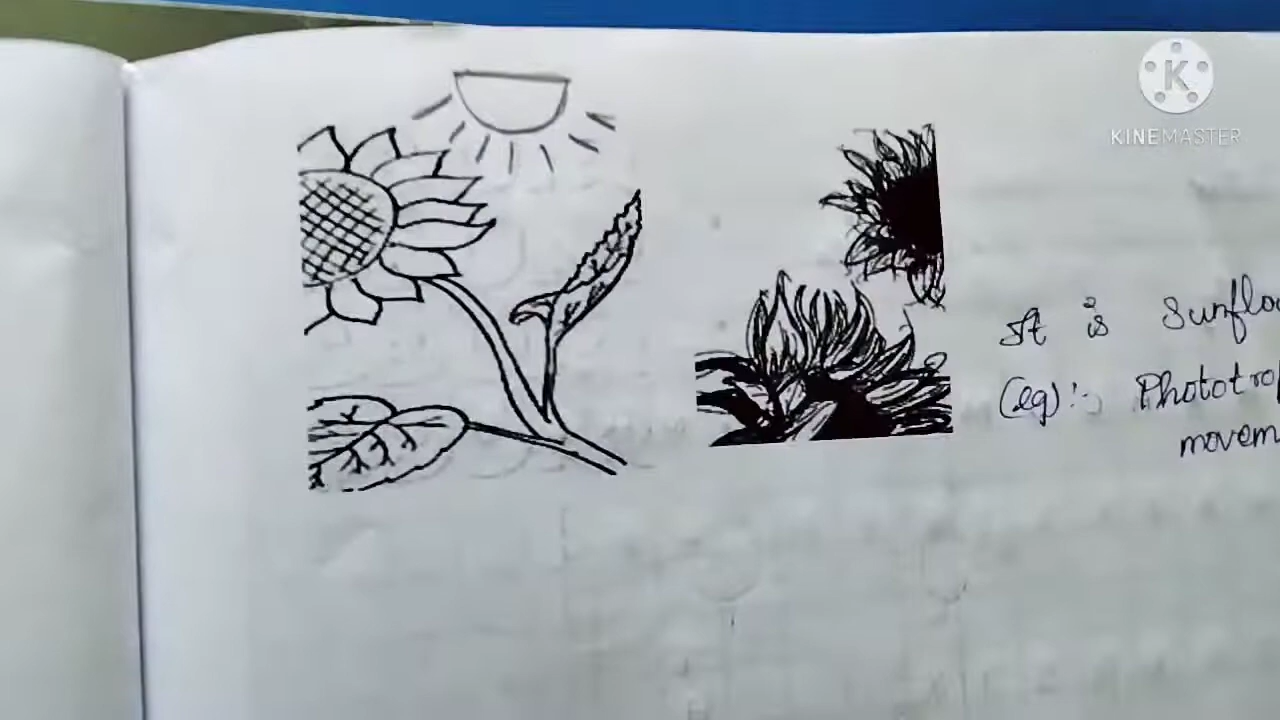 K
KINEMASTER
It is Sunflo
(eg):- Phototro
movem